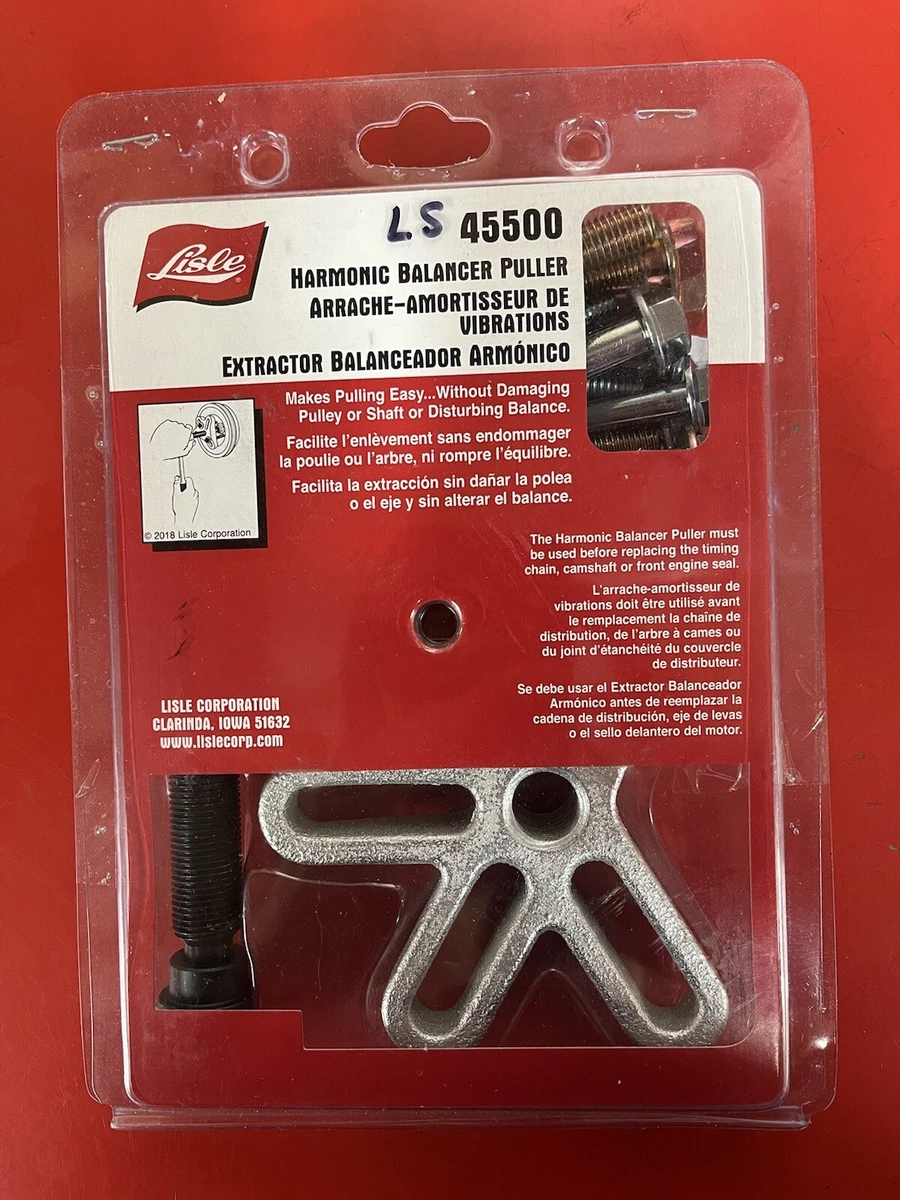 Lisle®
L.S 45500
HARMONIC BALANCER PULLER
ARRACHE-AMORTISSEUR DE
VIBRATIONS
EXTRACTOR BALANCEADOR ARMÓNICO
Makes Pulling Easy...Without Damaging
Pulley or Shaft or Disturbing Balance.
Facilite l'enlèvement sans endommager
la poulie ou l'arbre, ni rompre l'équilibre.
Facilita la extracción sin dañar la polea
o el eje y sin alterar el balance.
© 2018 Lisle Corporation
The Harmonic Balancer Puller must
be used before replacing the timing
chain, camshaft or front engine seal.
L'arrache-amortisseur de
vibrations doit être utilisé avant
le remplacement la chaîne de
distribution, de l'arbre à cames ou
du joint d'étanchéité du couvercle
de distributeur.
Se debe usar el Extractor Balanceador
Armónico antes de reemplazar la
cadena de distribución, eje de levas
o el sello delantero del motor.
LISLE CORPORATION
CLARINDA, IOWA 51632
www.lislecorp.com